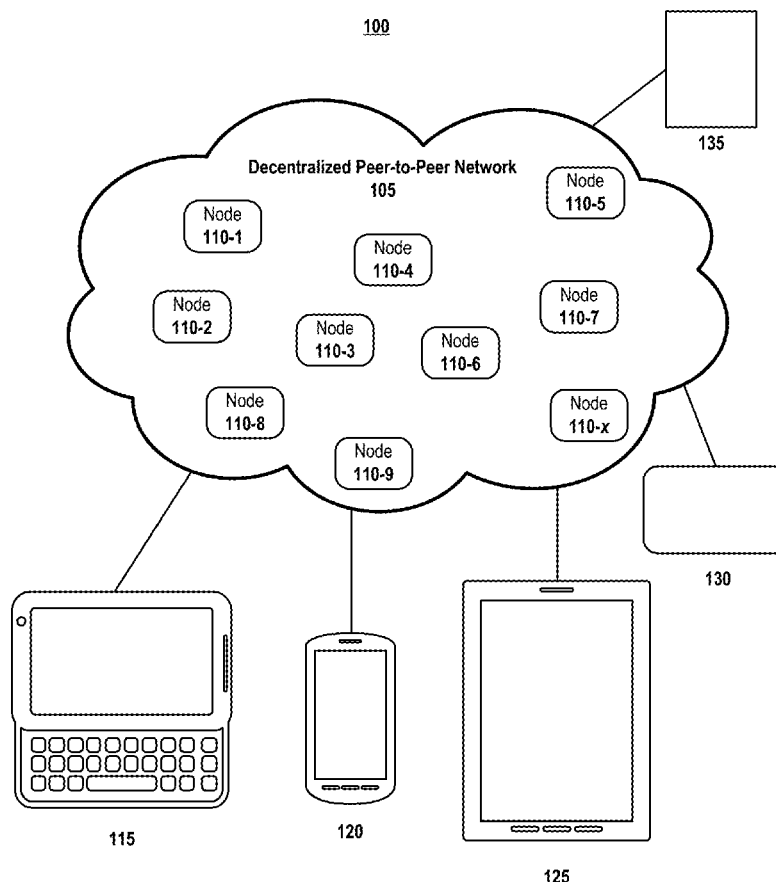 100
135
Decentralized Peer-to-Peer Network
105
Node
110-5
Node
110-1
Node
110-4
Node
110-2
Node
110-3
Node
110-6
Node
110-7
Node
110-8
Node
110-9
Node
110-x
130
115
120
125